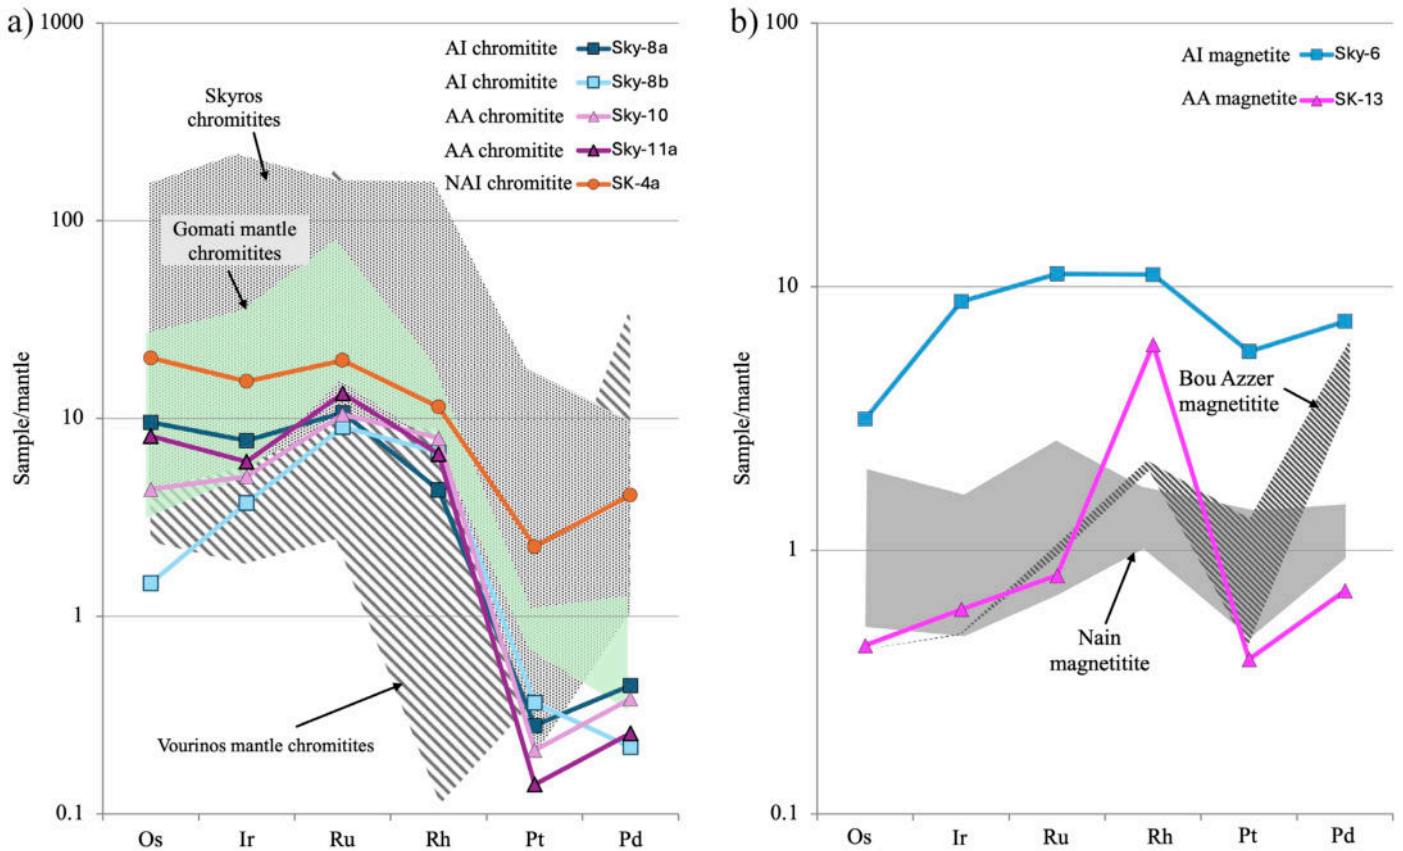 a)
1000
100
10
1
0.1
Sample/mantle
AI chromitite Sky-8a
AI chromitite Sky-8b
AA chromitite Sky-10
AA chromitite Sky-11a
NAI chromitite SK-4a
Skyros
chromitites
Gomati mantle
chromitites
Vourinos mantle chromitites
Os Ir Ru Rh Pt Pd
b)
100
10
1
0.1
Sample/mantle
AI magnetite Sky-6
AA magnetite SK-13
Bou Azzer
magnetitite
Nain
magnetitite
Os Ir Ru Rh Pt Pd